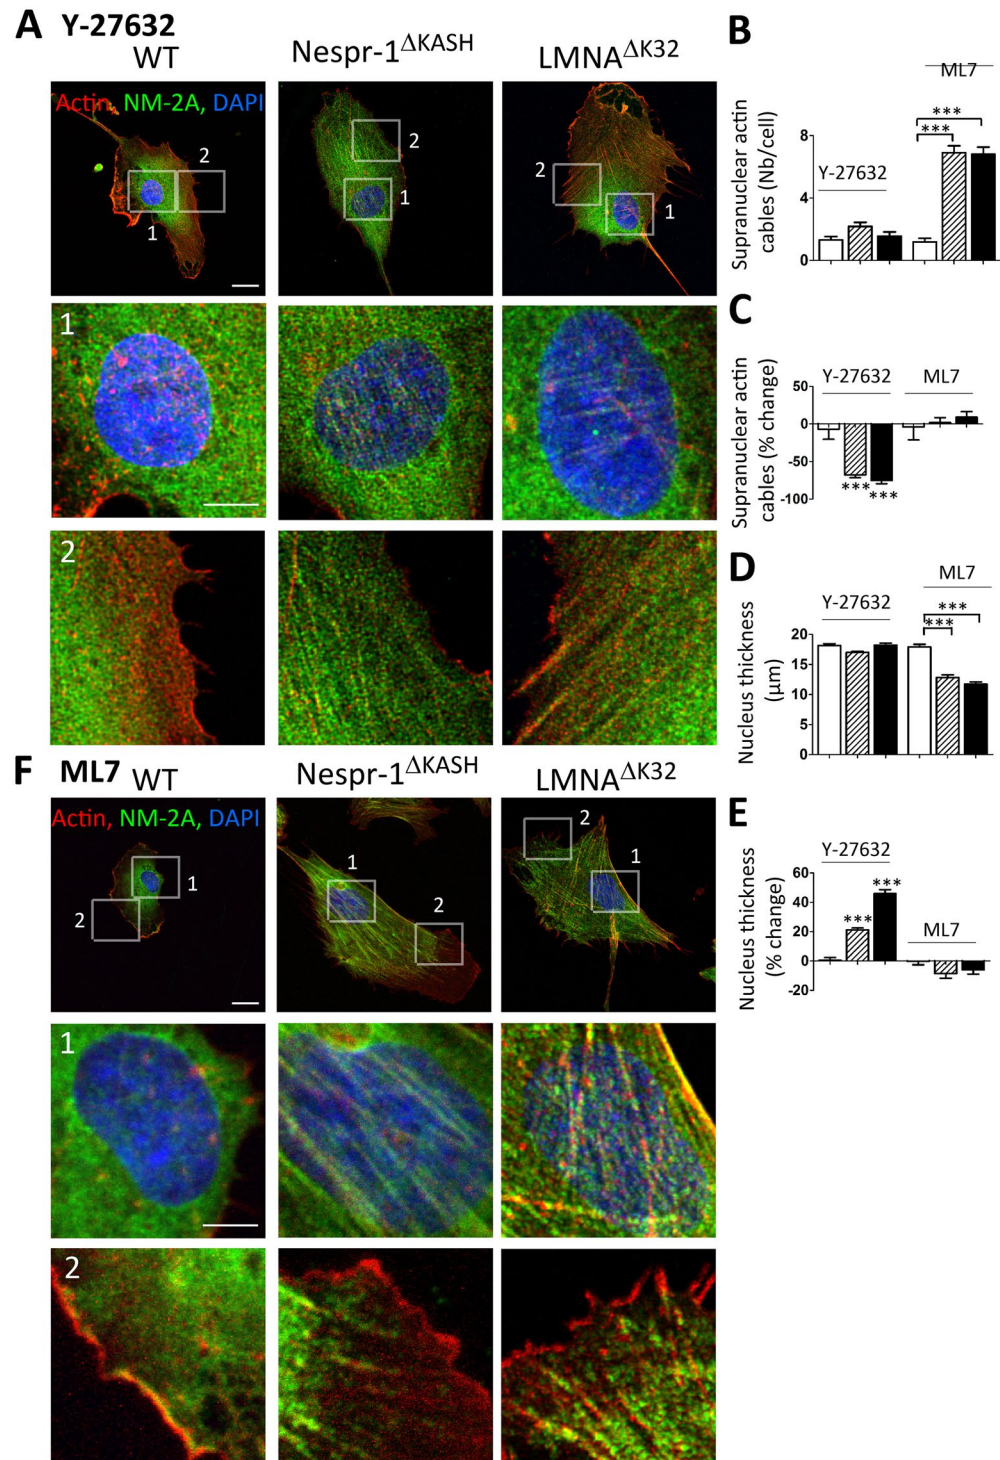 A Y-27632
WT
Nespr-1ΔKASH
LMNAΔK32
Actin, NM-2A, DAPI
2
1
2
1
2
1
1
2
B
ML7
***
***
Y-27632
Supranuclear actin
cables (Nb/cell)
8
4
0
C
Y-27632
ML7
Supranuclear actin
cables (% change)
50
0
-50
-100
***
***
D
ML7
Y-27632
***
***
Nucleus thickness
(µm)
20
15
10
5
0
E
Y-27632
***
***
ML7
Nucleus thickness
(% change)
60
40
20
0
-20
F ML7
WT
Nespr-1ΔKASH
LMNAΔK32
Actin, NM-2A, DAPI
1
2
1
2
2
1
1
2